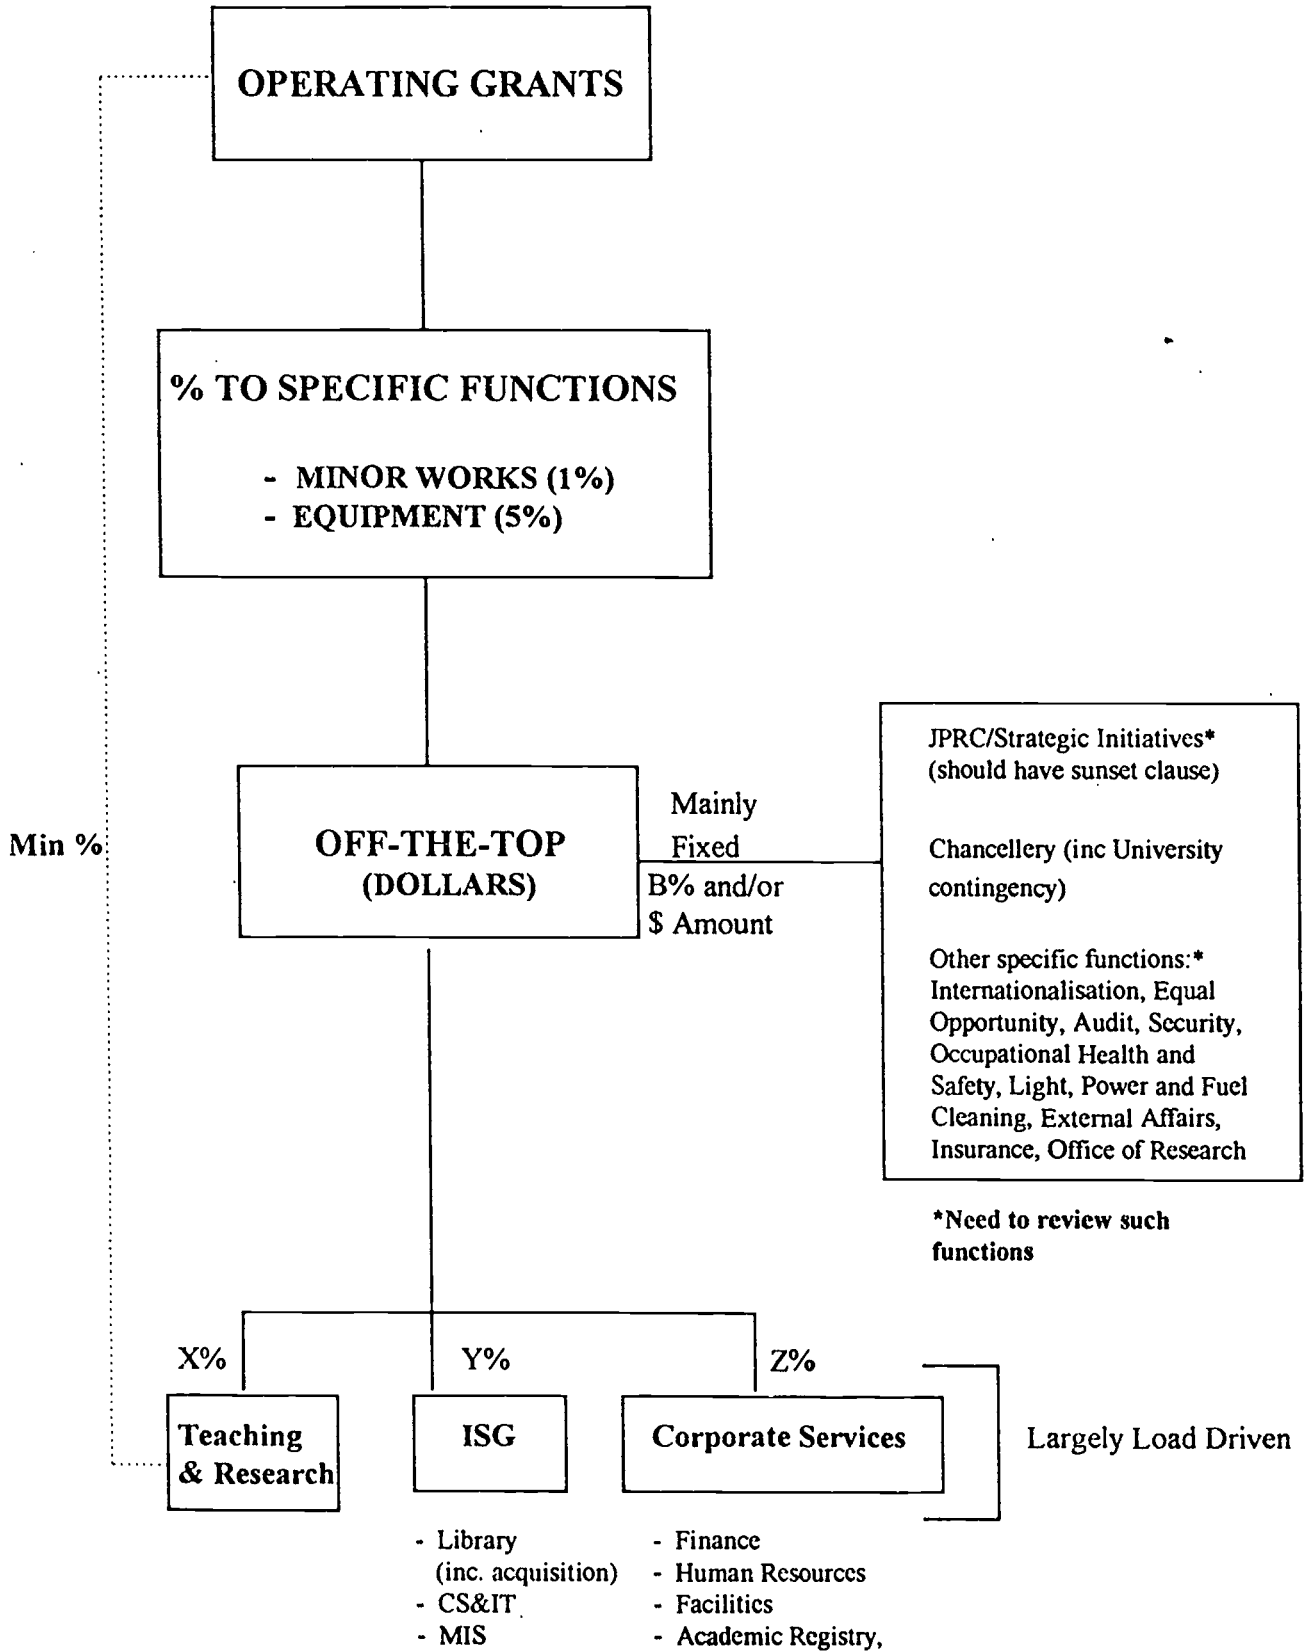 OPERATING GRANTS
% TO SPECIFIC FUNCTIONS
- MINOR WORKS (1%)
- EQUIPMENT (5%)
Min %
OFF-THE-TOP
(DOLLARS)
Mainly
Fixed
B% and/or
$ Amount
JPRC/Strategic Initiatives*
(should have sunset clause)
Chancellery (inc University
contingency)
Other specific functions:*
Internationalisation, Equal
Opportunity, Audit, Security,
Occupational Health and
Safety, Light, Power and Fuel
Cleaning, External Affairs,
Insurance, Office of Research
*Need to review such
functions
X%
Y%
Z%
Teaching
& Research
ISG
Corporate Services
Largely Load Driven
- Library
(inc. acquisition)
- CS&IT
- MIS
- Finance
- Human Resources
- Facilities
- Academic Registry,